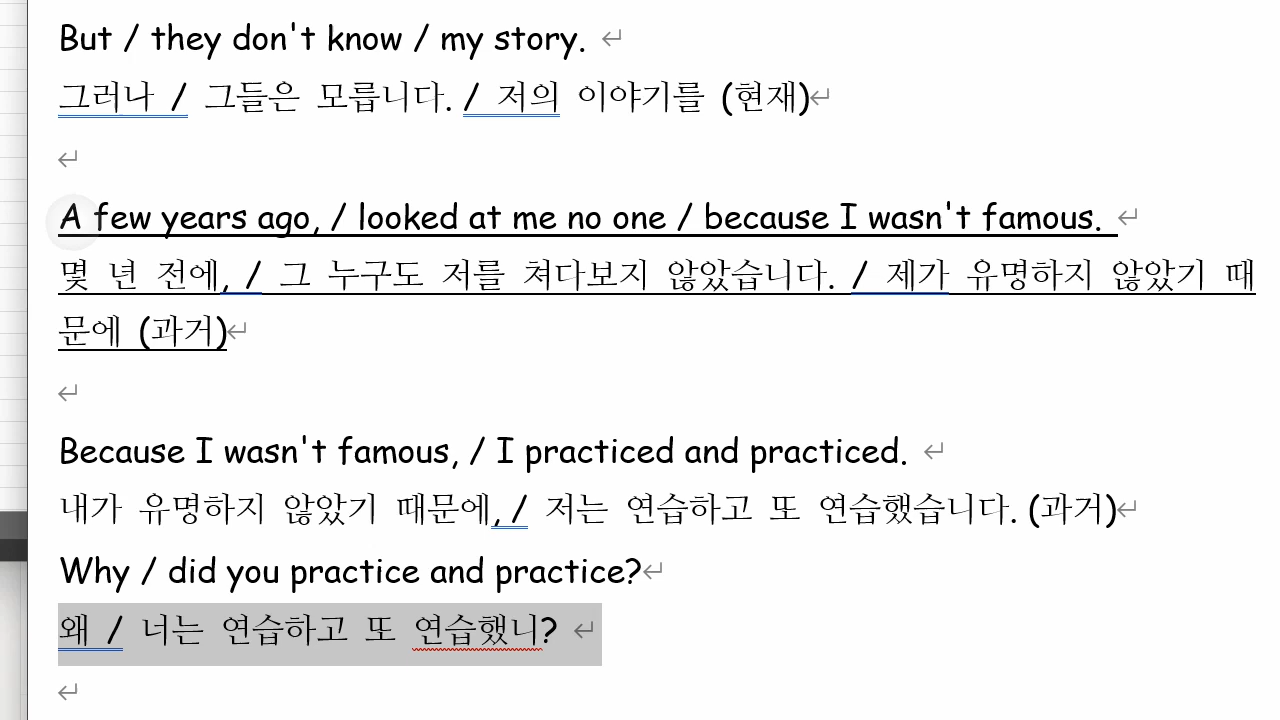 But / they don't know / my story.
그러나 / 그들은 모릅니다. / 저의 이야기를 (현재)
A few years ago, / looked at me no one / because I wasn't famous.
몇 년 전에, / 그 누구도 저를 쳐다보지 않았습니다. / 제가 유명하지 않았기 때
문에 (과거)
Because I wasn't famous, / I practiced and practiced.
내가 유명하지 않았기 때문에, / 저는 연습하고 또 연습했습니다. (과거)
Why / did you practice and practice?
왜 / 너는 연습하고 또 연습했니?